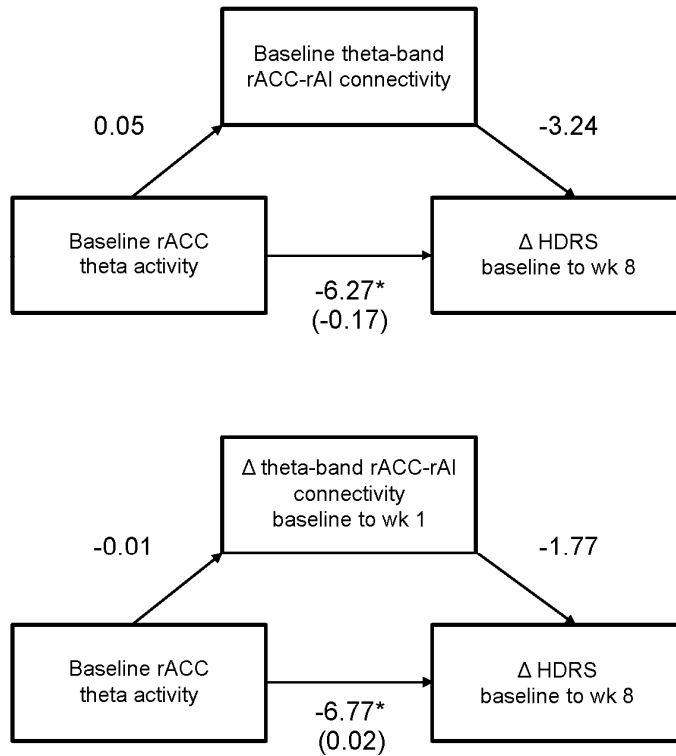 Baseline theta-band
rACC-rAI connectivity
0.05
-3.24
Baseline rACC
theta activity
Δ HDRS
baseline to wk 8
-6.27*
(-0.17)
Δ theta-band rACC-rAI
connectivity
baseline to wk 1
-0.01
-1.77
Baseline rACC
theta activity
Δ HDRS
baseline to wk 8
-6.77*
(0.02)